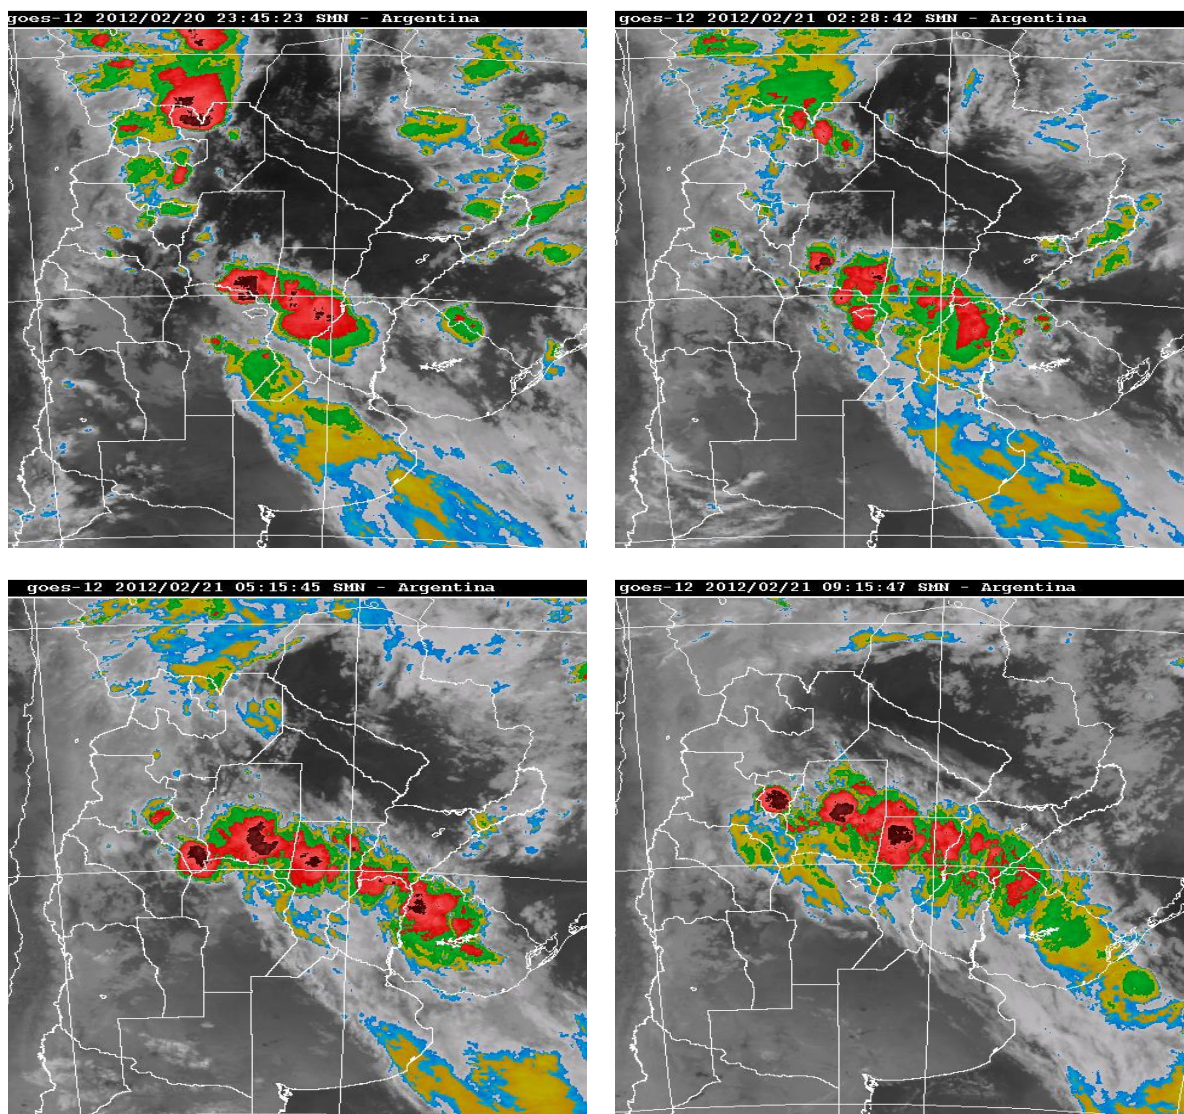 goes-12 2012/02/20 23:45:23 SMN - Argentina
goes-12 2012/02/21 02:28:42 SMN - Argentina
goes-12 2012/02/21 05:15:45 SMN - Argentina
goes-12 2012/02/21 09:15:47 SMN - Argentina